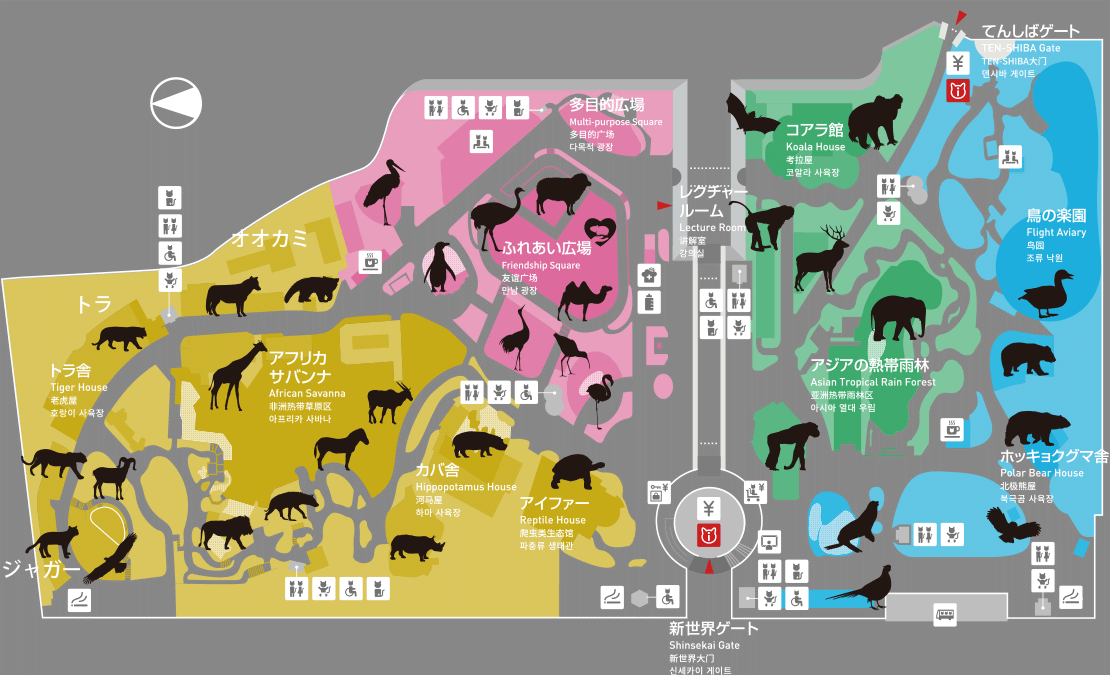 てんしばゲート
TEN-SHIBA Gate
TEN-SHIBA大门
덴시바 게이트
¥
多目的広場
Multi-purpose Square
多目的广场
다목적 광장
コアラ館
Koala House
考拉屋
코알라 사육장
レクチャー
ルーム
Lecture Room
讲解室
강의실
鳥の楽園
Flight Aviary
鸟园
조류 낙원
オオカミ
ふれあい広場
Friendship Square
友谊广场
만남 광장
トラ
トラ舎
Tiger House
老虎屋
호랑이 사육장
アフリカ
サバンナ
African Savanna
非洲热带草原区
아프리카 사바나
アジアの熱帯雨林
Asian Tropical Rain Forest
亚洲热带雨林区
아시아 열대 우림
カバ舎
Hippopotamus House
河马屋
하마 사육장
アイファー
Reptile House
爬虫类生态馆
파충류 생태관
ホッキョクグマ舎
Polar Bear House
北极熊屋
북극곰 사육장
¥
¥
¥
ジャガー
新世界ゲート
Shinsekai Gate
新世界大门
신세카이 게이트